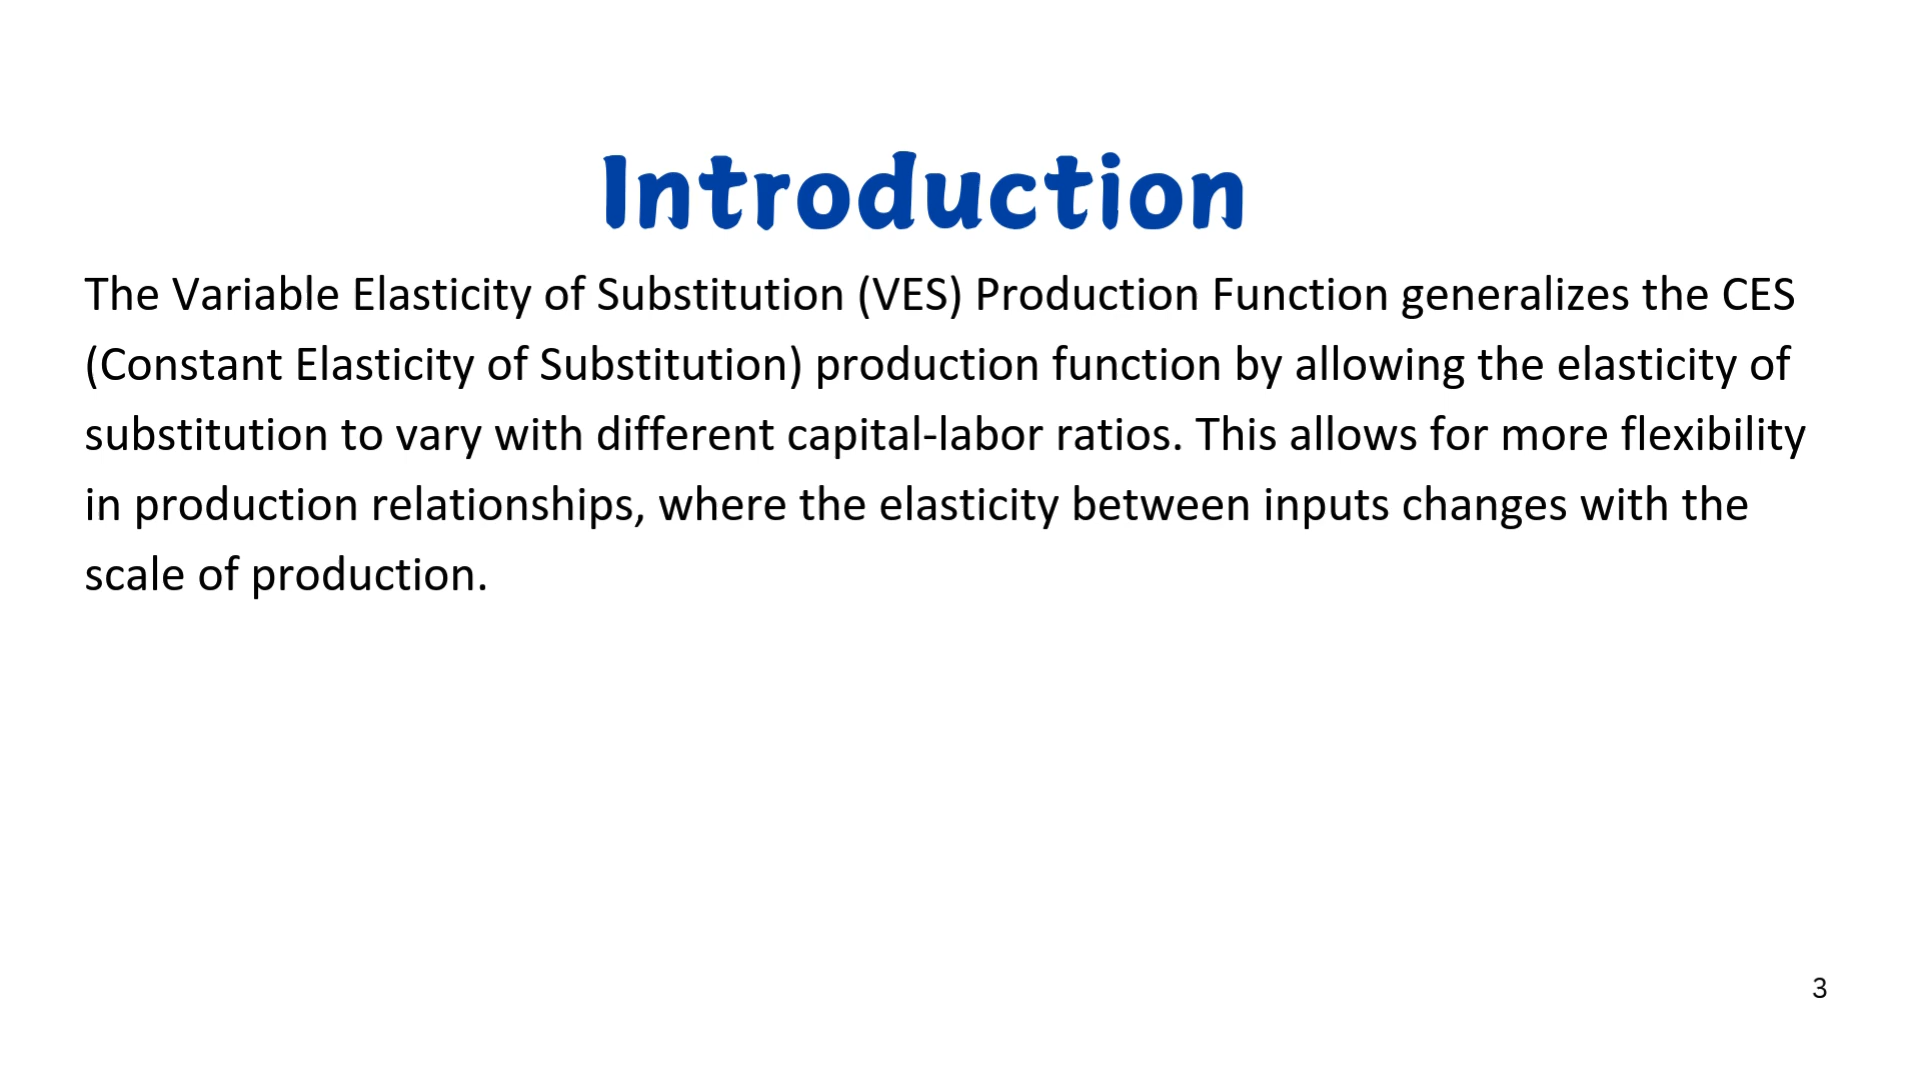 Introduction
The Variable Elasticity of Substitution (VES) Production Function generalizes the CES
(Constant Elasticity of Substitution) production function by allowing the elasticity of
substitution to vary with different capital-labor ratios. This allows for more flexibility
in production relationships, where the elasticity between inputs changes with the
scale of production.
3